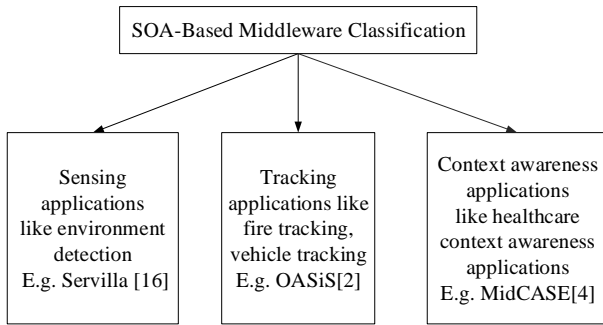 SOA-Based Middleware Classification
Sensing
applications
like environment
detection
E.g. Servilla [16]
Tracking
applications like
fire tracking,
vehicle tracking
E.g. OASiS[2]
Context awareness
applications
like healthcare
context awareness
applications
E.g. MidCASE[4]